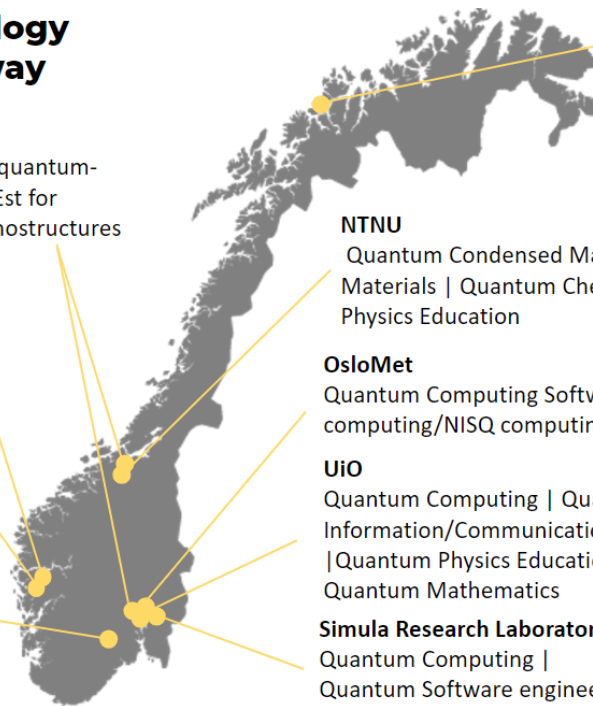 logy
way
quantum-
Est for
nostructures
NTNU
Quantum Condensed Ma
Materials | Quantum Che
Physics Education
OsloMet
Quantum Computing Softw
computing/NISQ computin
UiO
Quantum Computing | Qua
Information/Communicatio
|Quantum Physics Educatio
Quantum Mathematics
Simula Research Laborator
Quantum Computing |
Quantum Software enginee